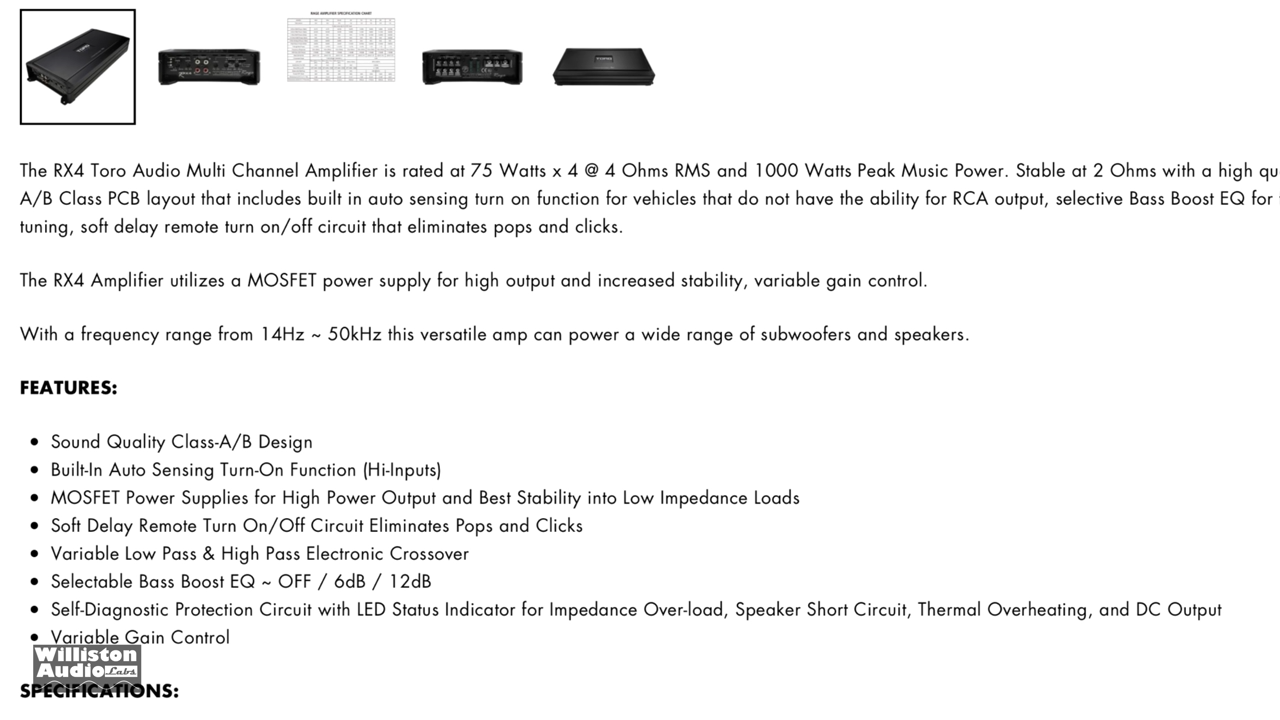 TORO
RAGE AMPLIFIER SPECIFICATION CHART
TORO
The RX4 Toro Audio Multi Channel Amplifier is rated at 75 Watts x 4 @ 4 Ohms RMS and 1000 Watts Peak Music Power. Stable at 2 Ohms with a high
A/B Class PCB layout that includes built in auto sensing turn on function for vehicles that do not have the ability for RCA output, selective Bass Boost EQ for
tuning, soft delay remote turn on/off circuit that eliminates pops and clicks.
The RX4 Amplifier utilizes a MOSFET power supply for high output and increased stability, variable gain control.
With a frequency range from 14Hz ~ 50kHz this versatile amp can power a wide range of subwoofers and speakers.
FEATURES:
• Sound Quality Class-A/B Design
• Built-In Auto Sensing Turn-On Function (Hi-Inputs)
• MOSFET Power Supplies for High Power Output and Best Stability into Low Impedance Loads
• Soft Delay Remote Turn On/Off Circuit Eliminates Pops and Clicks
• Variable Low Pass & High Pass Electronic Crossover
• Selectable Bass Boost EQ ~ OFF / 6dB / 12dB
• Self-Diagnostic Protection Circuit with LED Status Indicator for Impedance Over-load, Speaker Short Circuit, Thermal Overheating, and DC Output
• Variable Gain Control
Williston
Audio Labs
SPECIFICATIONS: